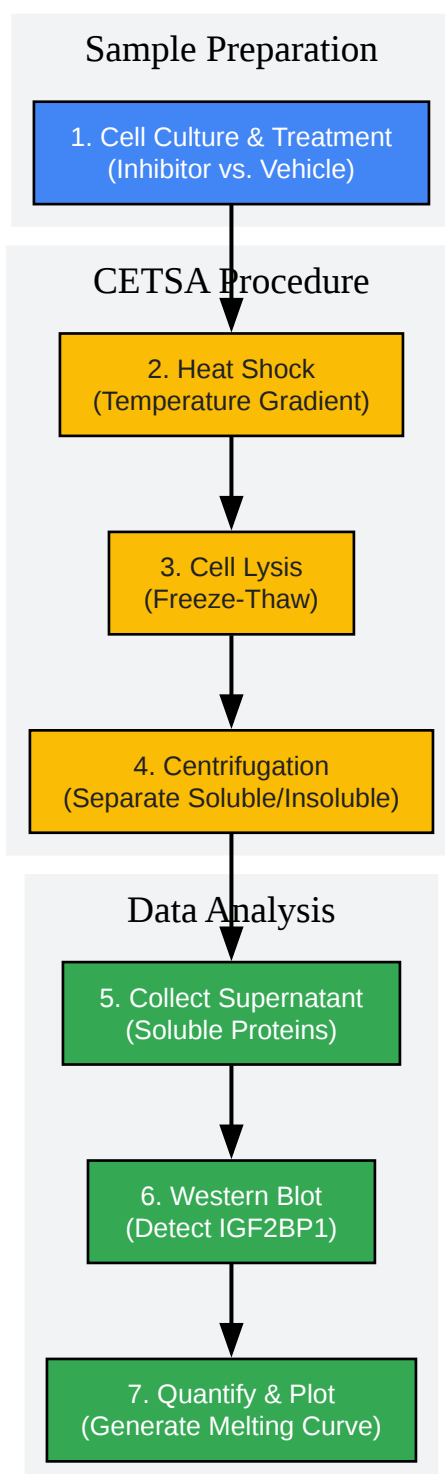 Sample Preparation
1. Cell Culture & Treatment
(Inhibitor vs. Vehicle)
CETSA Procedure
2. Heat Shock
(Temperature Gradient)
3. Cell Lysis
(Freeze-Thaw)
4. Centrifugation
(Separate Soluble/Insoluble)
Data Analysis
5. Collect Supernatant
(Soluble Proteins)
6. Western Blot
(Detect IGF2BP1)
7. Quantify & Plot
(Generate Melting Curve)